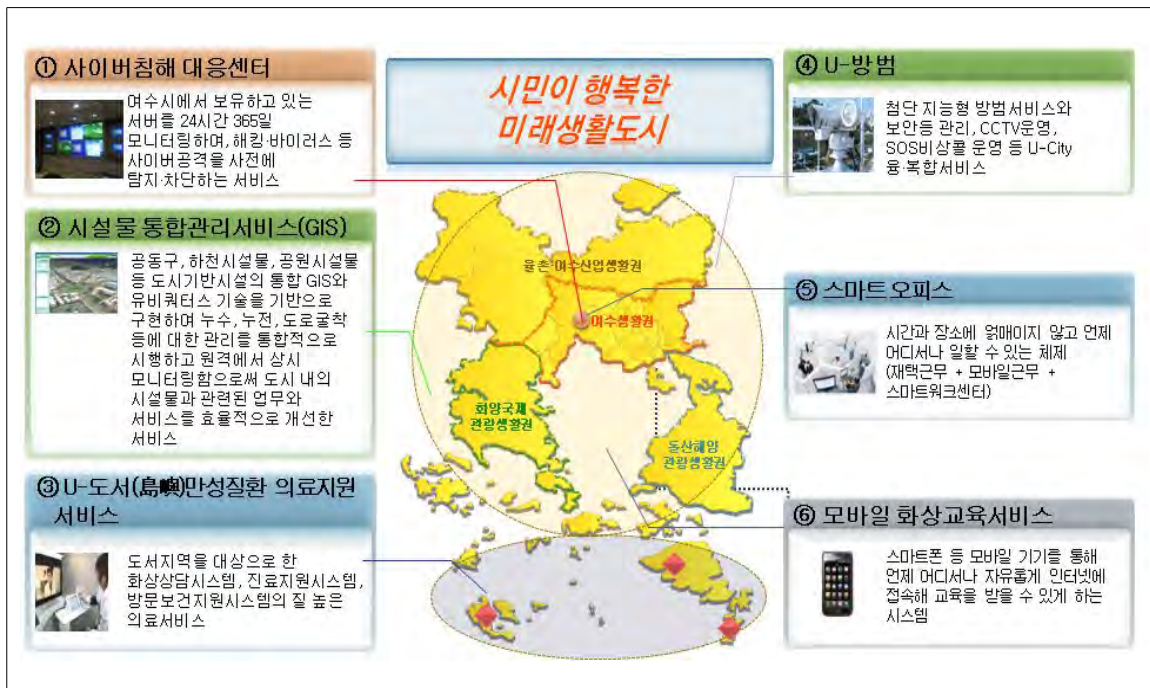 시민이 행복한
미래생활도시
① 사이버침해 대응센터
여수시에서 보유하고 있는
서버를 24시간 365일
모니터링하며, 해킹·바이러스 등
사이버공격을 사전에
탐지·차단하는 서비스
② 시설물 통합관리서비스(GIS)
공동구, 하천시설물, 공원시설물
등 도시기반시설의 통합 GIS와
유비쿼터스 기술을 기반으로
구현하여 누수, 누전, 도로굴착
등에 대한 관리를 통합적으로
시행하고 원격에서 상시
모니터링함으로써 도시 내의
시설물과 관련된 업무와
서비스를 효율적으로 개선한
서비스
③ U-도서(島嶼)만성질환 의료지원
서비스
도서지역을 대상으로 한
화상상담시스템, 진료지원시스템,
방문보건지원시스템의 질 높은
의료서비스
율촌·여수산업생활권
여수생활권
화양국제
관광생활권
돌산해양
관광생활권
④ U-방범
첨단 지능형 방범서비스와
보안등 관리, CCTV운영,
SOS비상콜 운영 등 U-City
융·복합서비스
⑤ 스마트오피스
시간과 장소에 얽매이지 않고 언제
어디서나 일할 수 있는 체제
(재택근무 + 모바일근무 +
스마트워크센터)
⑥ 모바일 화상교육서비스
스마트폰 등 모바일 기기를 통해
언제 어디서나 자유롭게 인터넷에
접속해 교육을 받을 수 있게 하는
시스템